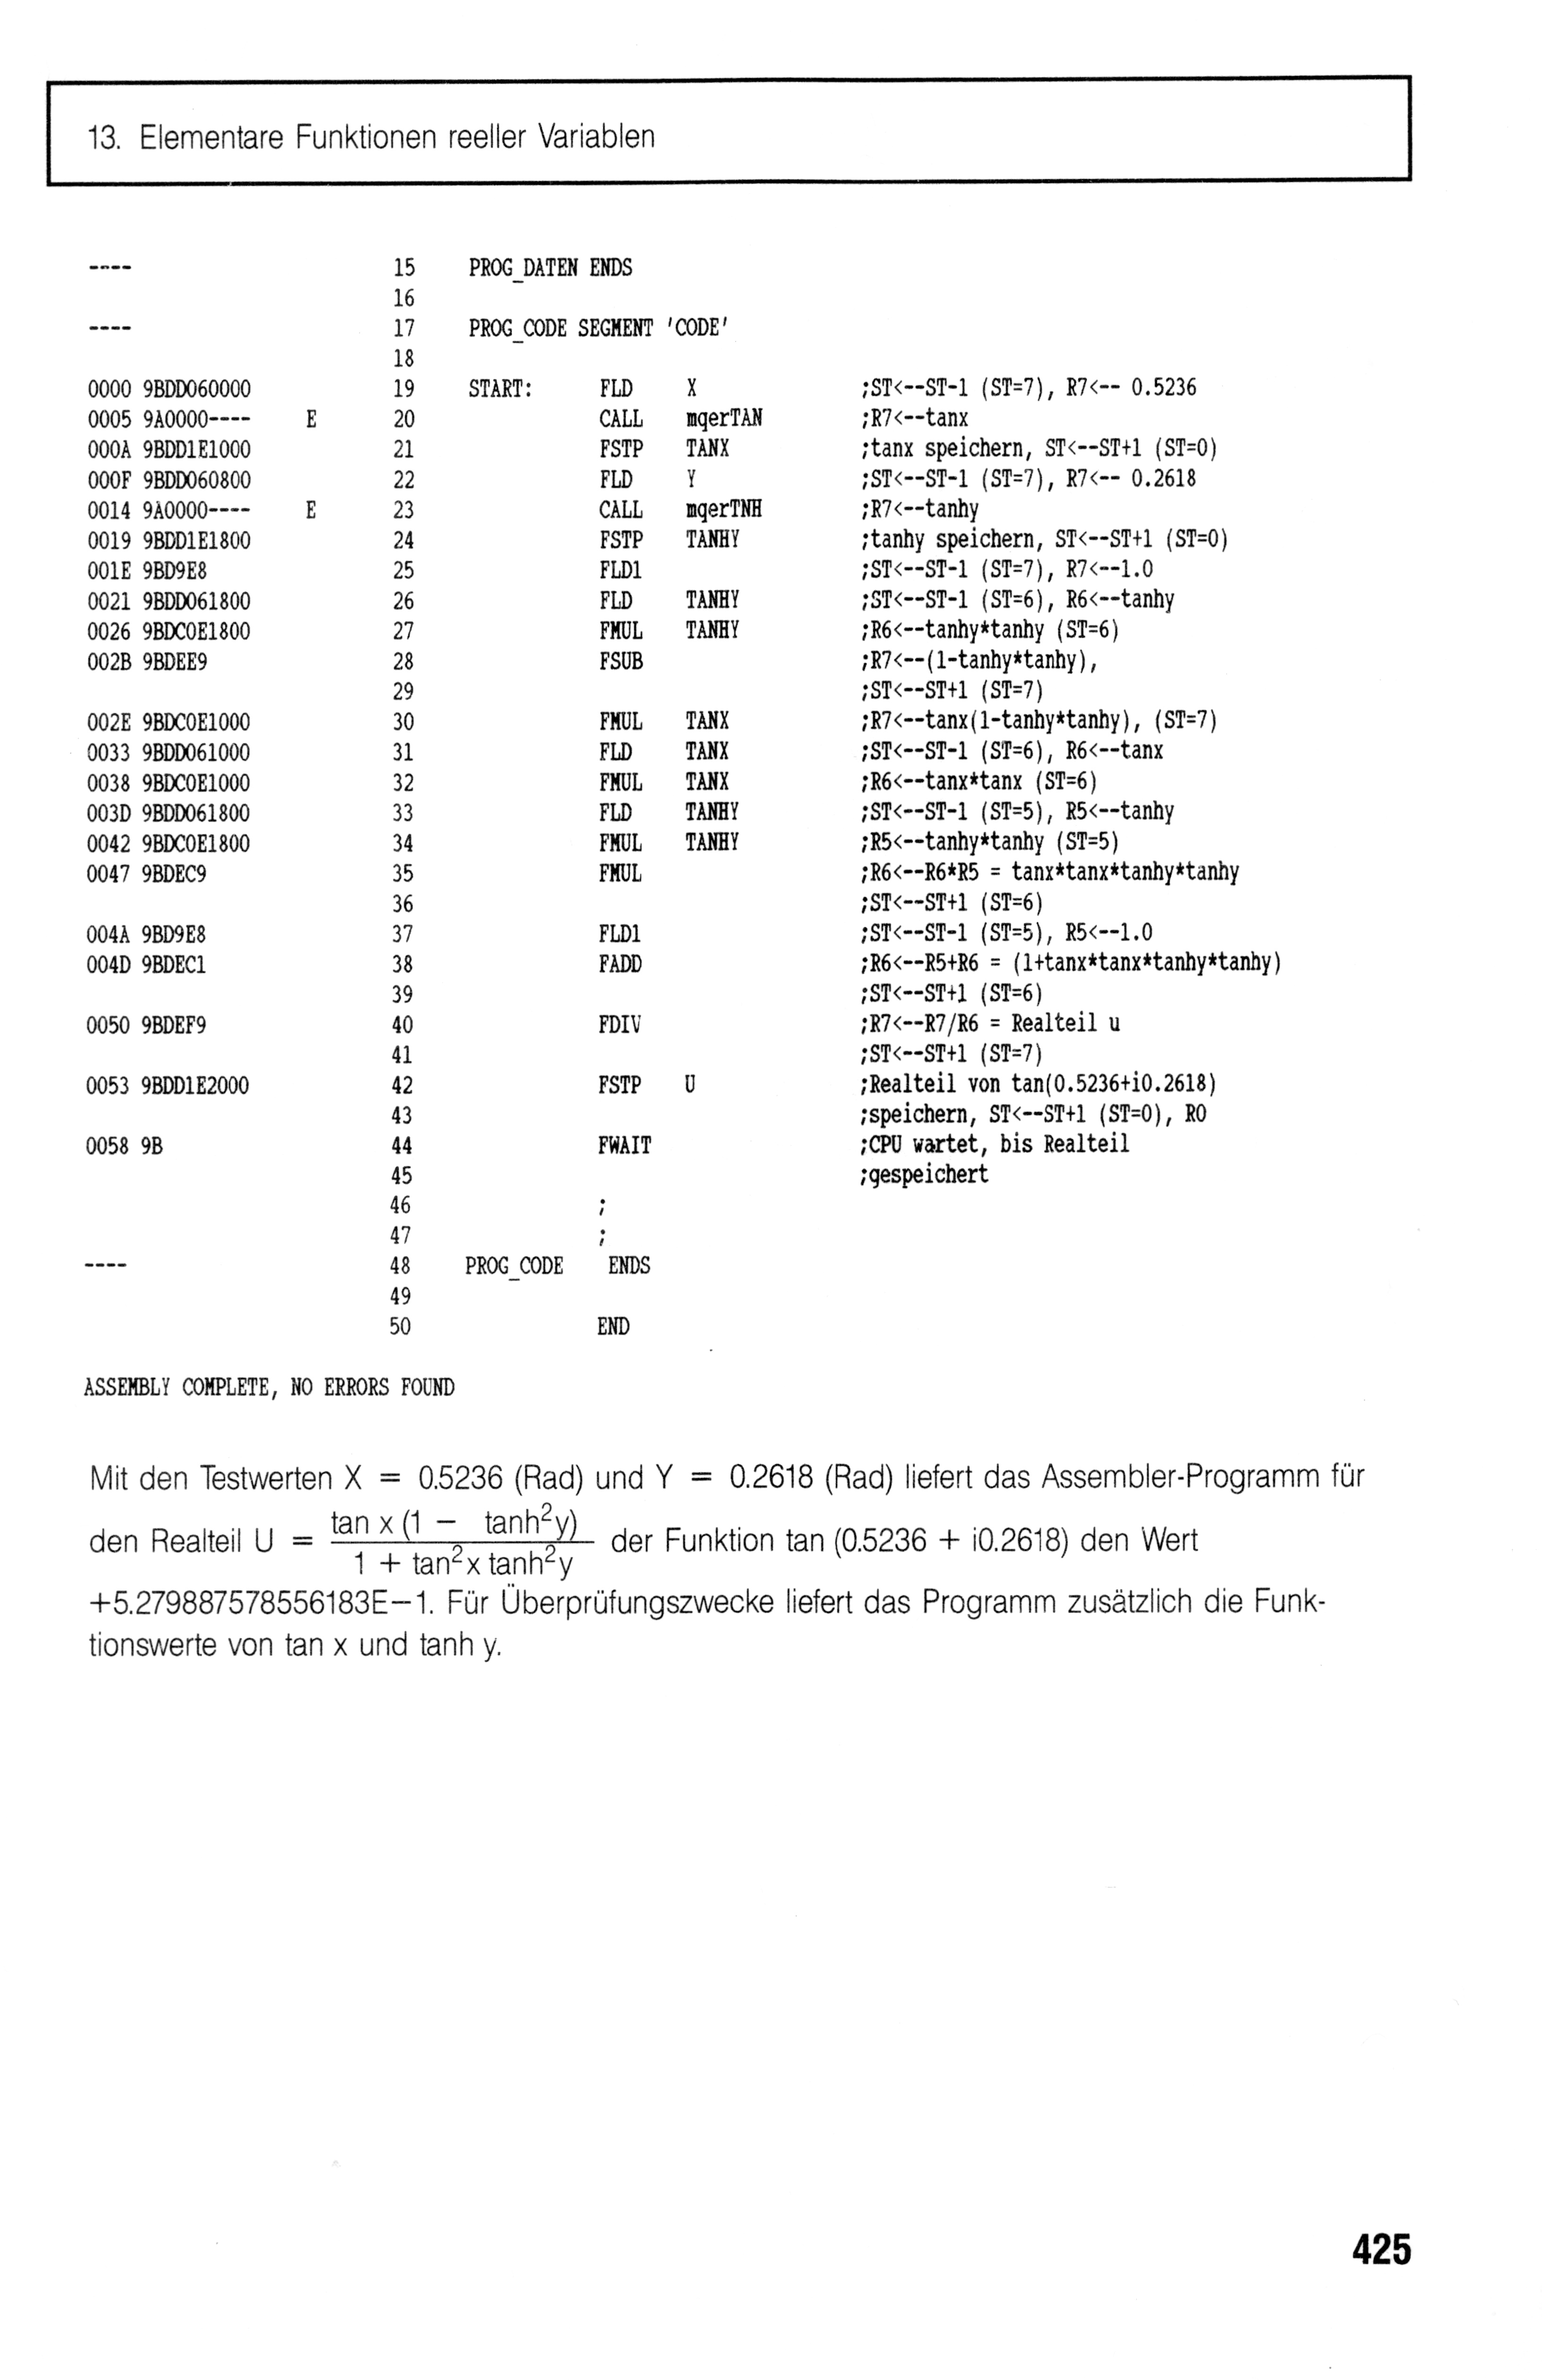 13. Elementare Funktionen reeller Variablen
---- 15 PROG_DATEN ENDS
16
---- 17 PROG_CODE SEGMENT 'CODE'
18
0000 9BDD060000 19 START: FLD X ;ST<--ST-1 (ST=7), R7<-- 0.5236
0005 9A0000---- E 20 CALL mqerTAN ;R7<--tanx
000A 9BDD1E1000 21 FSTP TANX ;tanx speichern, ST<--ST+1 (ST=0)
000F 9BDD060800 22 FLD Y ;ST<--ST-1 (ST=7), R7<-- 0.2618
0014 9A0000---- E 23 CALL mqerTNH ;R7<--tanhy
0019 9BDD1E1800 24 FSTP TANHY ;tanhy speichern, ST<--ST+1 (ST=0)
001E 9BD9E8 25 FLD1 ;ST<--ST-1 (ST=7), R7<--1.0
0021 9BDD061800 26 FLD TANHY ;ST<--ST-1 (ST=6), R6<--tanhy
0026 9BDC0E1800 27 FMUL TANHY ;R6<--tanhy*tanhy (ST=6)
002B 9BDEE9 28 FSUB ;R7<--(1-tanhy*tanhy),
29 ;ST<--ST+1 (ST=7)
002E 9BDC0E1000 30 FMUL TANX ;R7<--tanx(1-tanhy*tanhy), (ST=7)
0033 9BDD061000 31 FLD TANX ;ST<--ST-1 (ST=6), R6<--tanx
0038 9BDC0E1000 32 FMUL TANX ;R6<--tanx*tanx (ST=6)
003D 9BDD061800 33 FLD TANHY ;ST<--ST-1 (ST=5), R5<--tanhy
0042 9BDC0E1800 34 FMUL TANHY ;R5<--tanhy*tanhy (ST=5)
0047 9BDEC9 35 FMUL ;R6<--R6*R5 = tanx*tanx*tanhy*tanhy
36 ;ST<--ST+1 (ST=6)
004A 9BD9E8 37 FLD1 ;ST<--ST-1 (ST=5), R5<--1.0
004D 9BDEC1 38 FADD ;R6<--R5+R6 = (1+tanx*tanx*tanhy*tanhy)
39 ;ST<--ST+1 (ST=6)
0050 9BDEF9 40 FDIV ;R7<--R7/R6 = Realteil u
41 ;ST<--ST+1 (ST=7)
0053 9BDD1E2000 42 FSTP U ;Realteil von tan(0.5236+i0.2618)
43 ;speichern, ST<--ST+1 (ST=0), R0
0058 9B 44 FWAIT ;CPU wartet, bis Realteil
45 ;gespeichert
46 ;
47 ;
---- 48 PROG_CODE ENDS
49
50 END
ASSEMBLY COMPLETE, NO ERRORS FOUND
Mit den Testwerten X = 0.5236 (Rad) und Y = 0.2618 (Rad) liefert das Assembler-Programm für
den Realteil U = tan x (1 − tanh²y) / 1 + tan²x tanh²y der Funktion tan (0.5236 + i0.2618) den Wert
+5.279887578556183E−1. Für Überprüfungszwecke liefert das Programm zusätzlich die Funk-
tionswerte von tan x und tanh y.
425